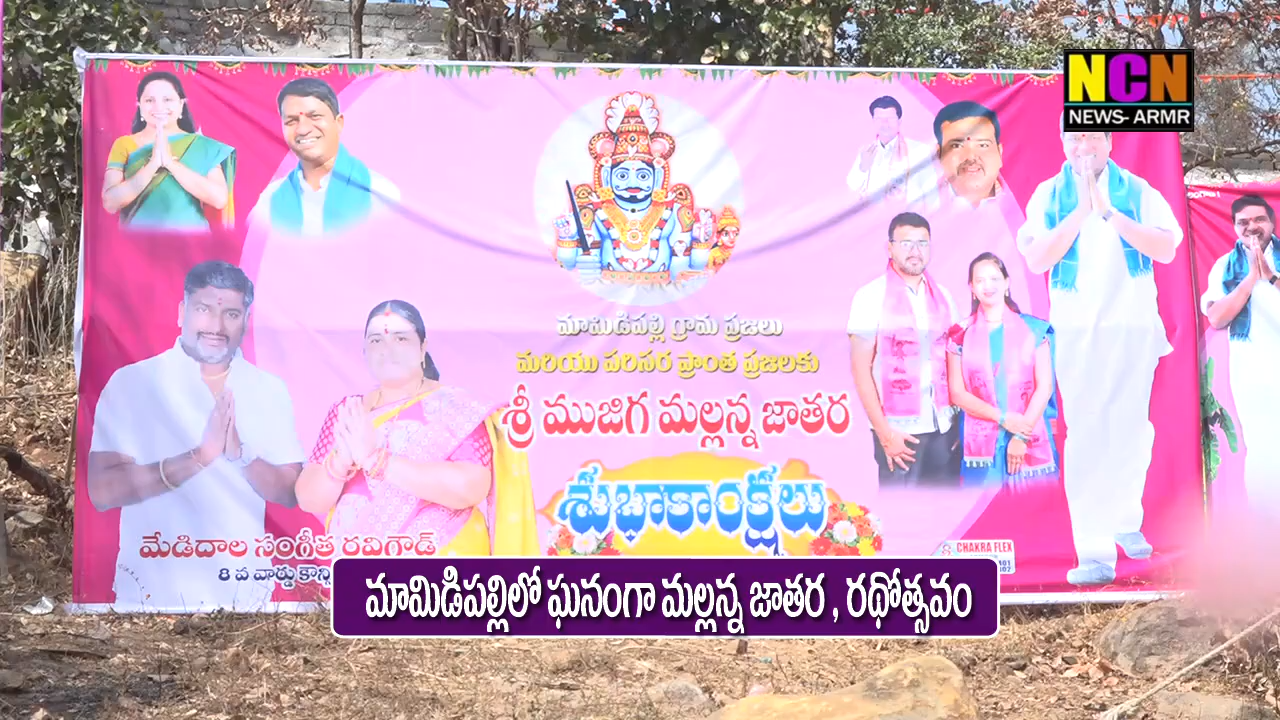 NCN
NEWS- ARMR
మామిడిపల్లి గ్రామ ప్రజలు
మరియు పరిసర ప్రాంత ప్రజలకు
శ్రీ ముజిగ మల్లన్న జాతర
శుభాకాంక్షలు
మేడిదాల సంగీత రవిగౌడ్
8 వ వార్డు
CHAKRA FLEX
మామిడిపల్లిలో ఘనంగా మల్లన్న జాతర , రథోత్సవం